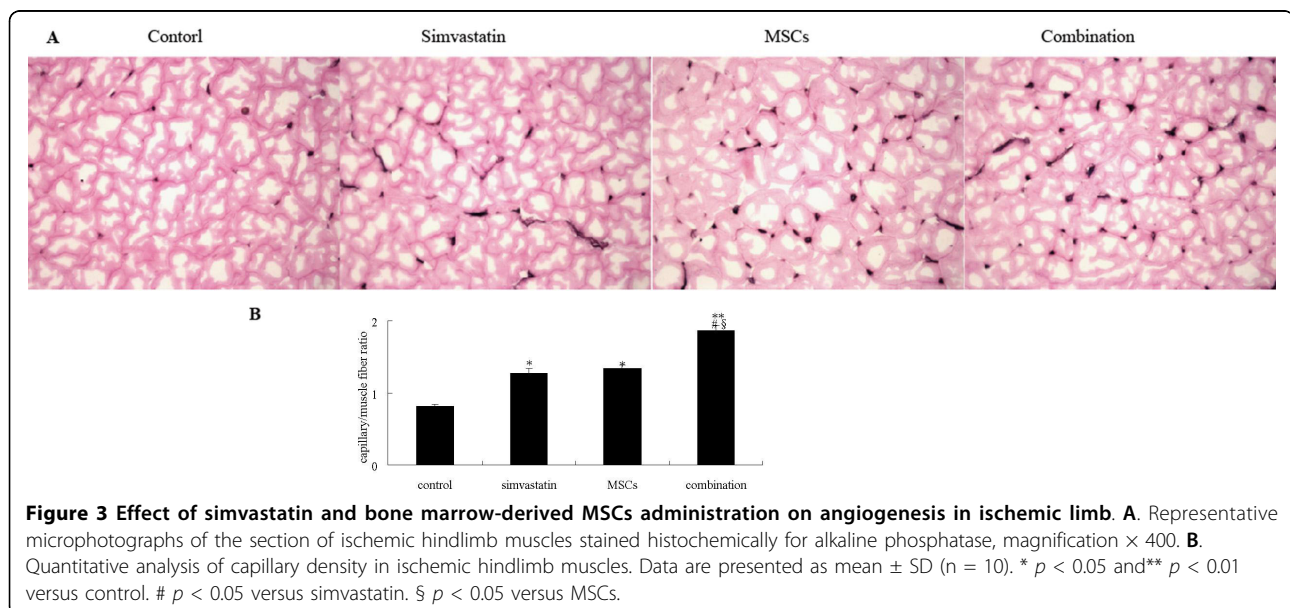 A Contorl Simvastatin MSCs Combination
B
2
**
# §
* *
1
0
capillary/muscle fiber ratio
control simvastatin MSCs combination
Figure 3 Effect of simvastatin and bone marrow-derived MSCs administration on angiogenesis in ischemic limb. A. Representative
microphotographs of the section of ischemic hindlimb muscles stained histochemically for alkaline phosphatase, magnification × 400. B.
Quantitative analysis of capillary density in ischemic hindlimb muscles. Data are presented as mean ± SD (n = 10). * p < 0.05 and** p < 0.01
versus control. # p < 0.05 versus simvastatin. § p < 0.05 versus MSCs.